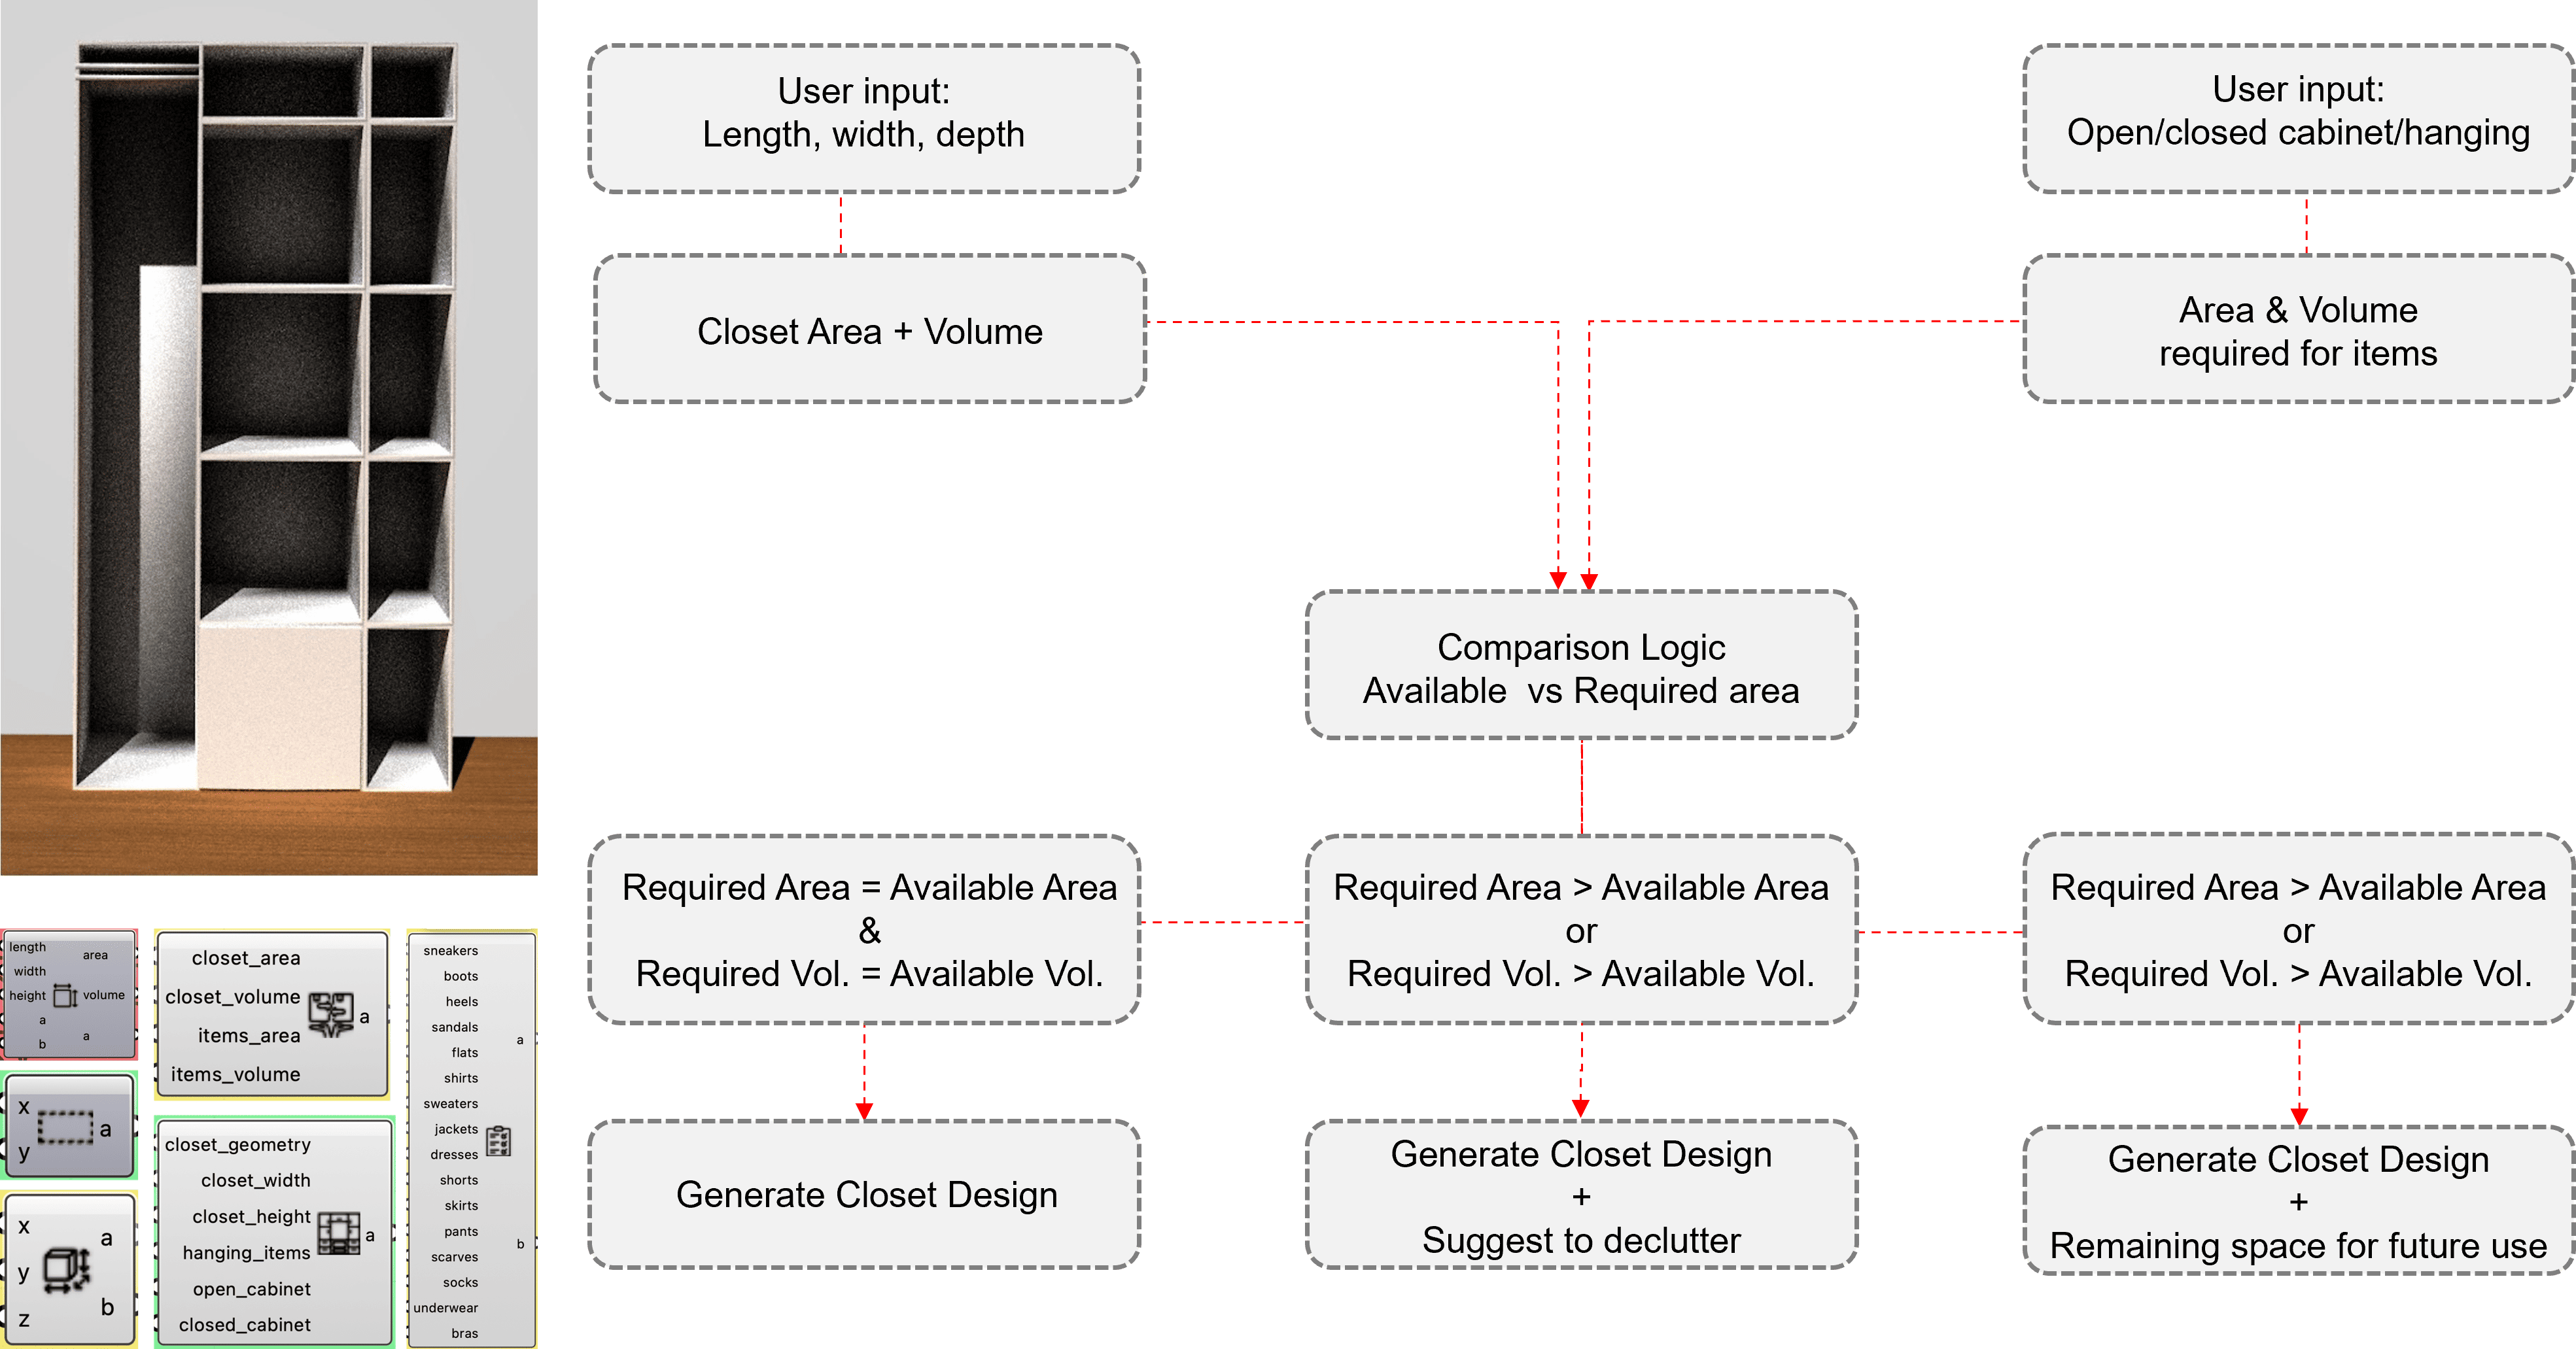 User input:
Length, width, depth
User input:
Open/closed cabinet/hanging
Closet Area + Volume
Area & Volume
required for items
Comparison Logic
Available  vs Required area
Required Area = Available Area
&
Required Vol. = Available Vol.
Required Area > Available Area
or
Required Vol. > Available Vol.
Required Area > Available Area
or
Required Vol. > Available Vol.
Generate Closet Design
Generate Closet Design
+
Suggest to declutter
Generate Closet Design
+
Remaining space for future use
length
width
height
a
b
area
volume
a
x
y
a
x
y
z
a
b
closet_area
closet_volume
items_area
items_volume
a
closet_geometry
closet_width
closet_height
hanging_items
open_cabinet
closed_cabinet
a
sneakers
boots
heels
sandals
flats
shirts
sweaters
jackets
dresses
shorts
skirts
pants
scarves
socks
underwear
bras
a
b